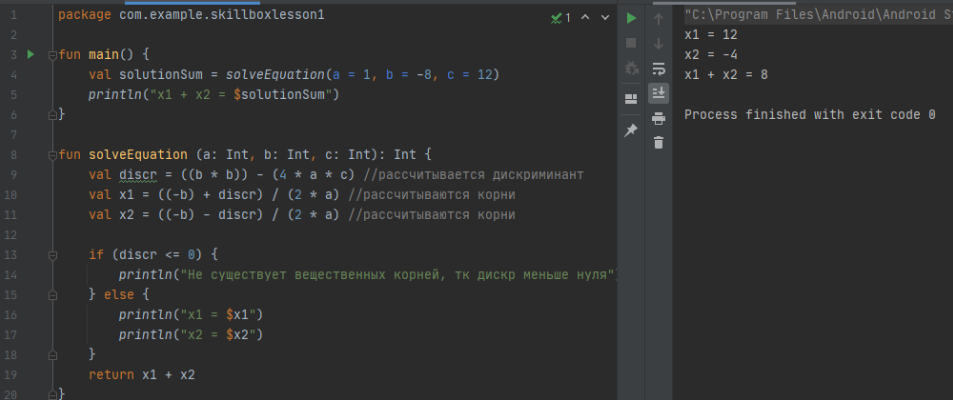 package com.example.skillboxlesson1
fun main() {
val solutionSum = solveEquation(a = 1, b = -8, c = 12)
println("x1 + x2 = $solutionSum")
}
fun solveEquation (a: Int, b: Int, c: Int): Int {
val discr = ((b * b)) - (4 * a * c) //рассчитывается дискриминант
val x1 = ((-b) + discr) / (2 * a) //рассчитываются корни
val x2 = ((-b) - discr) / (2 * a) //рассчитываются корни
if (discr <= 0) {
println("Не существует вещественных корней, тк дискр меньше нуля")
} else {
println("x1 = $x1")
println("x2 = $x2")
}
return x1 + x2
}
1
2
3
4
5
6
7
8
9
10
11
12
13
14
15
16
17
18
19
20
1
"C:\Program Files\Android\Android S
x1 = 12
x2 = -4
x1 + x2 = 8
Process finished with exit code 0